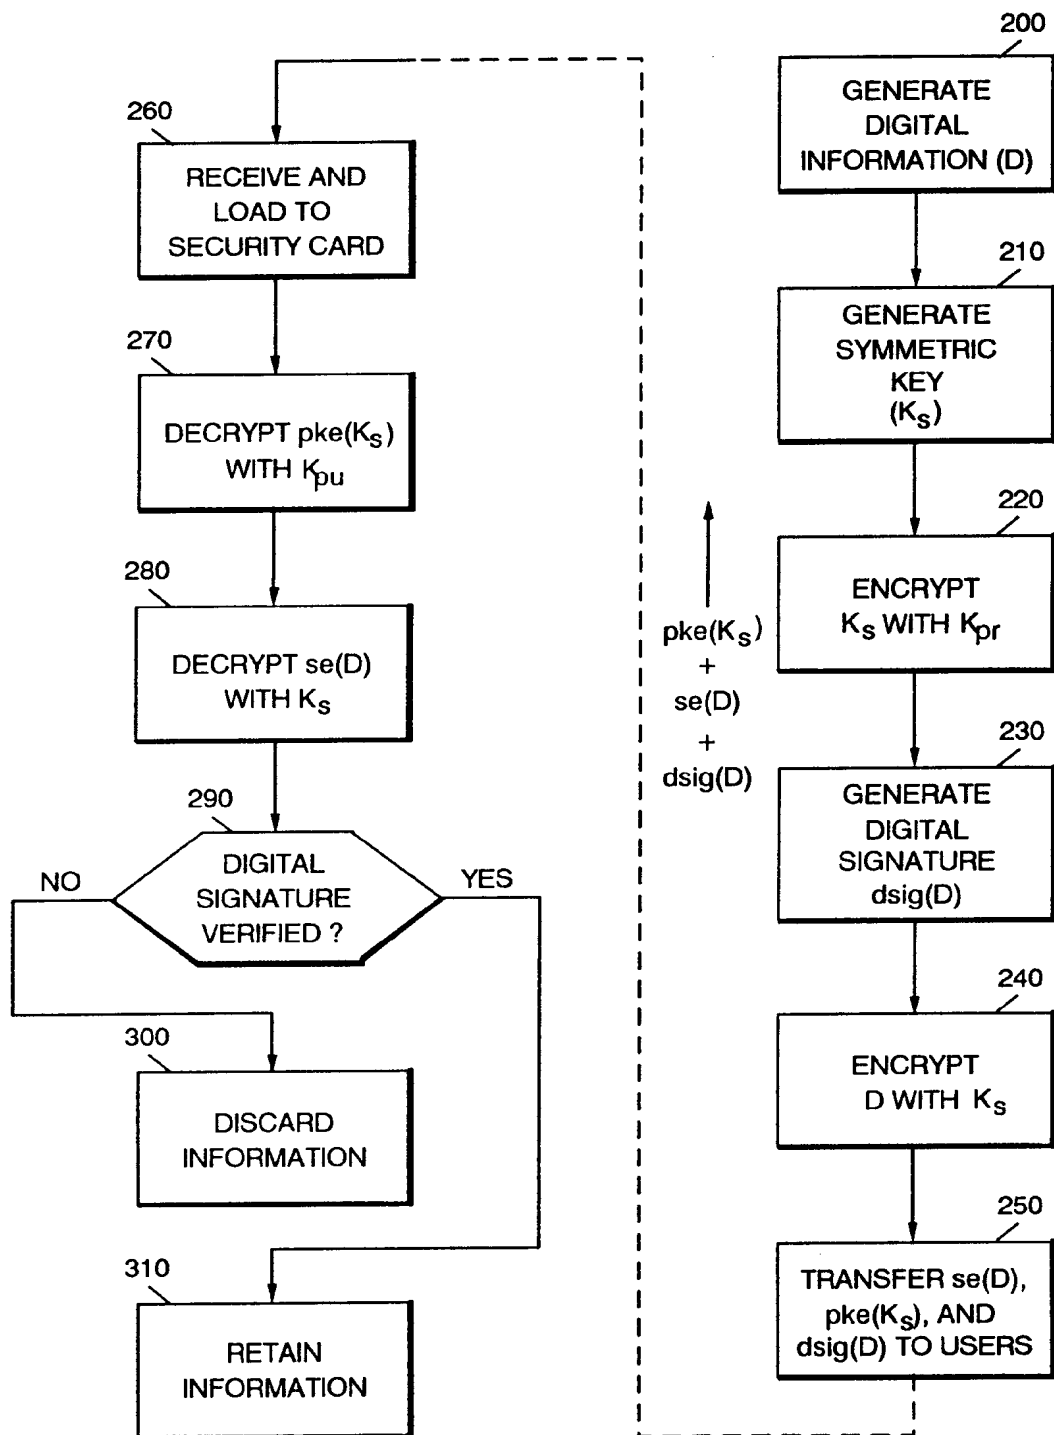 200
GENERATE
DIGITAL
INFORMATION (D)
210
GENERATE
SYMMETRIC
KEY
(Ks)
220
ENCRYPT
Ks WITH Kpr
230
GENERATE
DIGITAL
SIGNATURE
dsig(D)
240
ENCRYPT
D WITH Ks
250
TRANSFER se(D),
pke(Ks), AND
dsig(D) TO USERS
pke(Ks)
+
se(D)
+
dsig(D)
260
RECEIVE AND
LOAD TO
SECURITY CARD
270
DECRYPT pke(Ks)
WITH Kpu
280
DECRYPT se(D)
WITH Ks
290
DIGITAL
SIGNATURE
VERIFIED ?
NO
YES
300
DISCARD
INFORMATION
310
RETAIN
INFORMATION